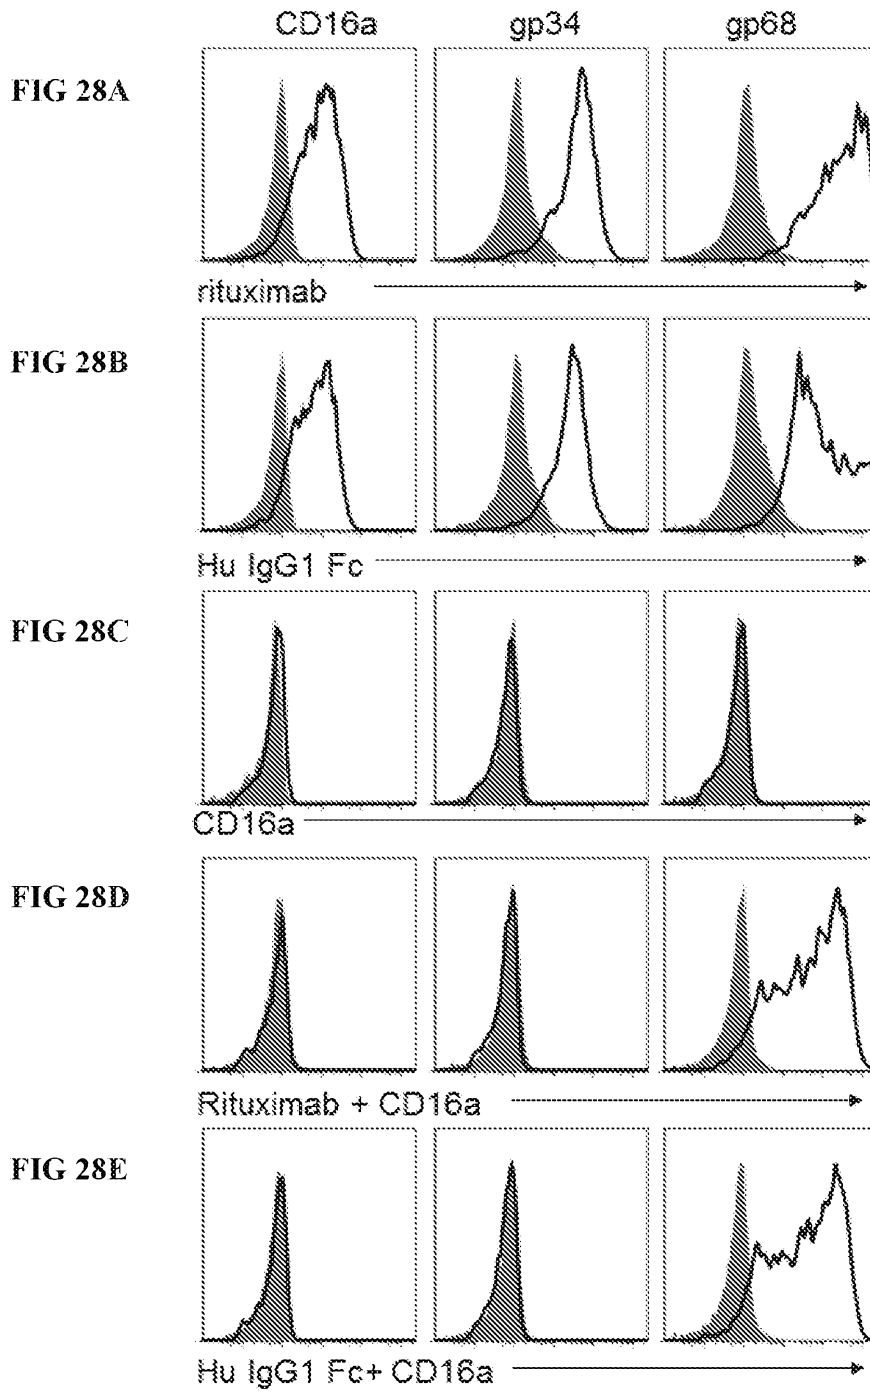 CD16a gp34 gp68
FIG 28A
rituximab
FIG 28B
Hu IgG1 Fc
FIG 28C
CD16a
FIG 28D
Rituximab + CD16a
FIG 28E
Hu IgG1 Fc+ CD16a